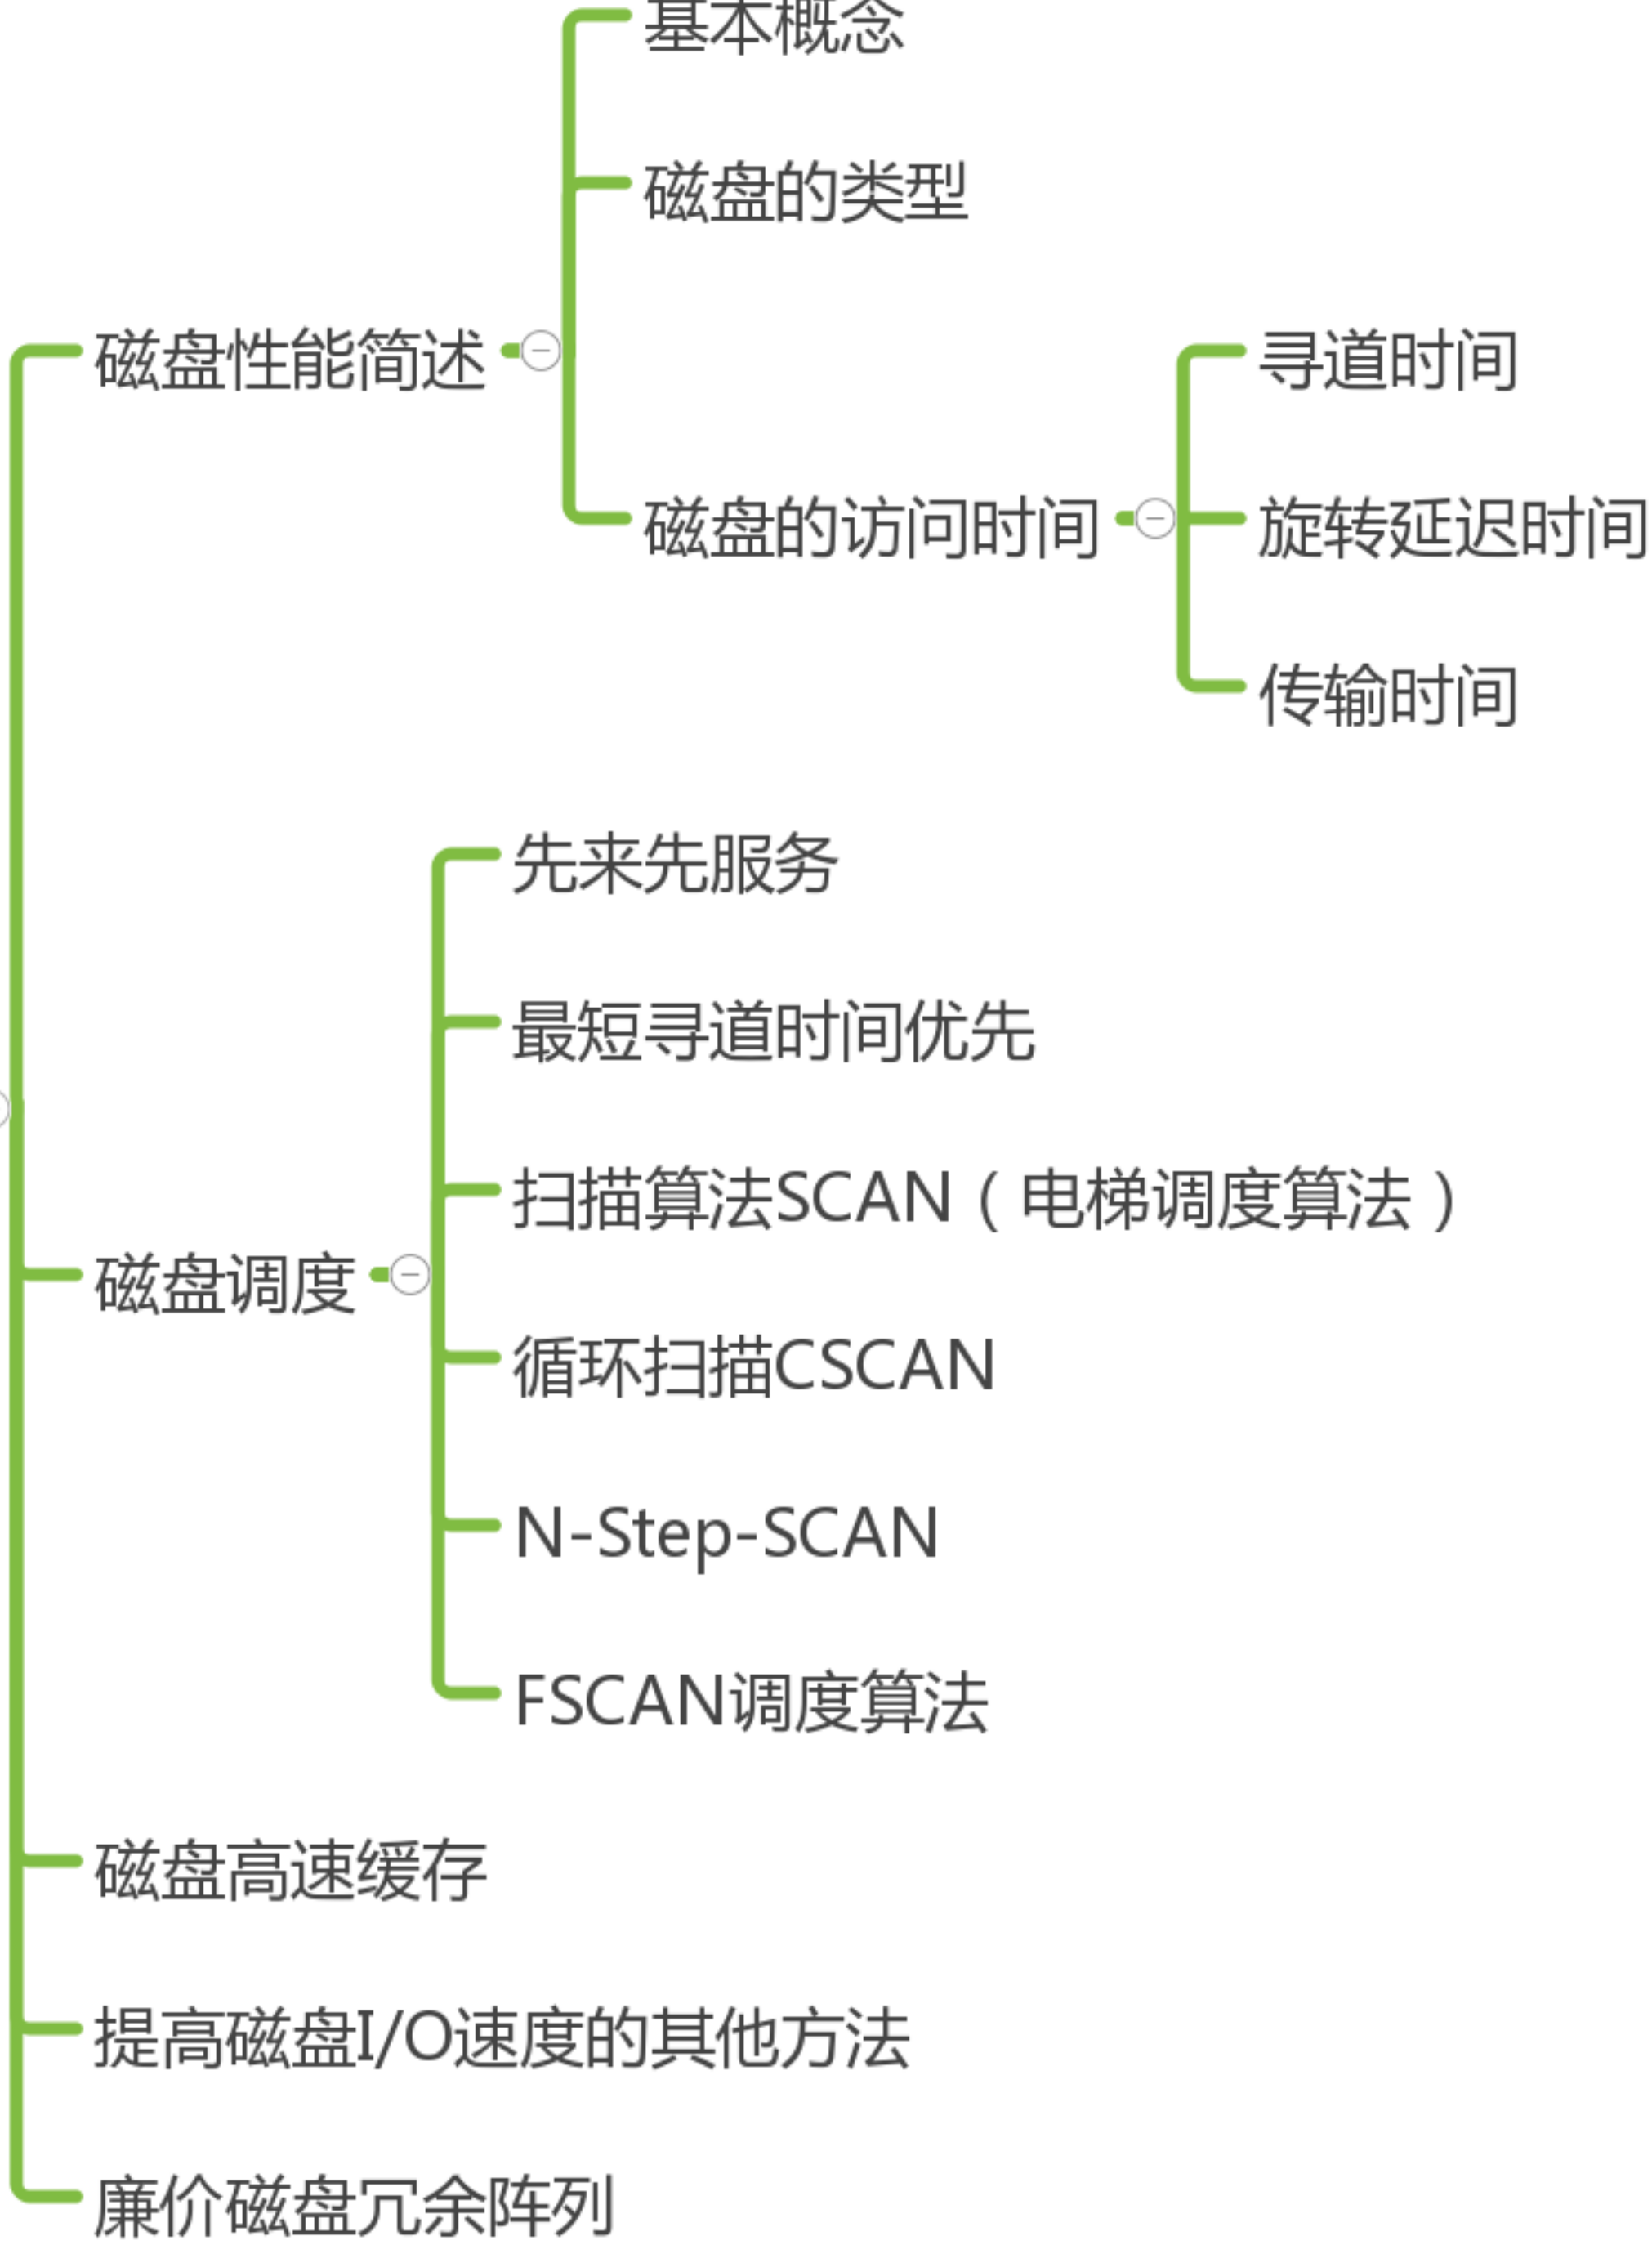 基本概念
磁盘的类型
磁盘性能简述
寻道时间
磁盘的访问时间
旋转延迟时间
传输时间
先来先服务
最短寻道时间优先
扫描算法SCAN（电梯调度算法）
磁盘调度
循环扫描CSCAN
N-Step-SCAN
FSCAN调度算法
磁盘高速缓存
提高磁盘I/O速度的其他方法
廉价磁盘冗余阵列